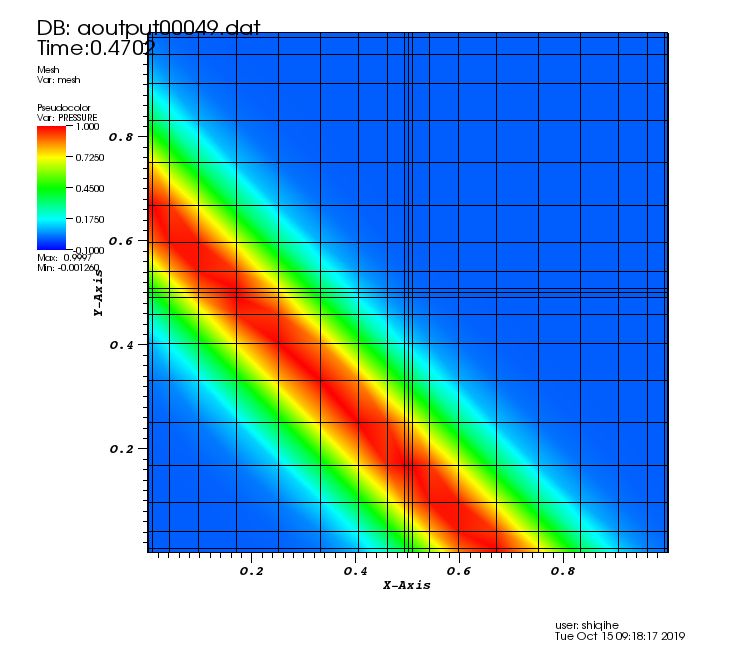 DB: aoutput00049.dat
Time:0.4702
Mesh
Var: mesh
Pseudocolor
Var: PRESSURE
1.000
0.7250
0.4500
0.1750
-0.1000
Max: 0.9997
Min: -0.001260
Y-Axis
0.8
0.6
0.4
0.2
0.2 0.4 0.6 0.8
X-Axis
user: shiqihe
Tue Oct 15 09:18:17 2019